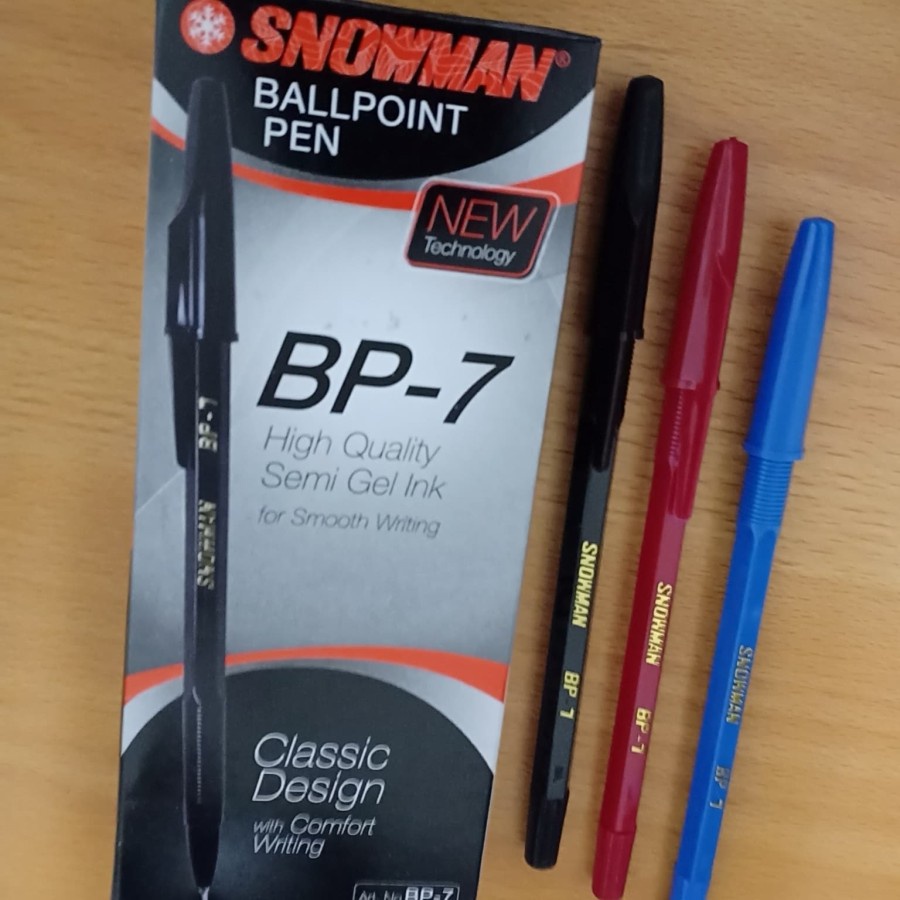 SNOWMAN®
BALLPOINT
PEN
NEW
Technology
BP-7
High Quality
Semi Gel Ink
for Smooth Writing
Classic
Design
with Comfort
Writing
Art. No BP-7
BP-7 SNOWMAN
SNOWMAN BP 7
SNOWMAN BP-7
SNOWMAN BP 7